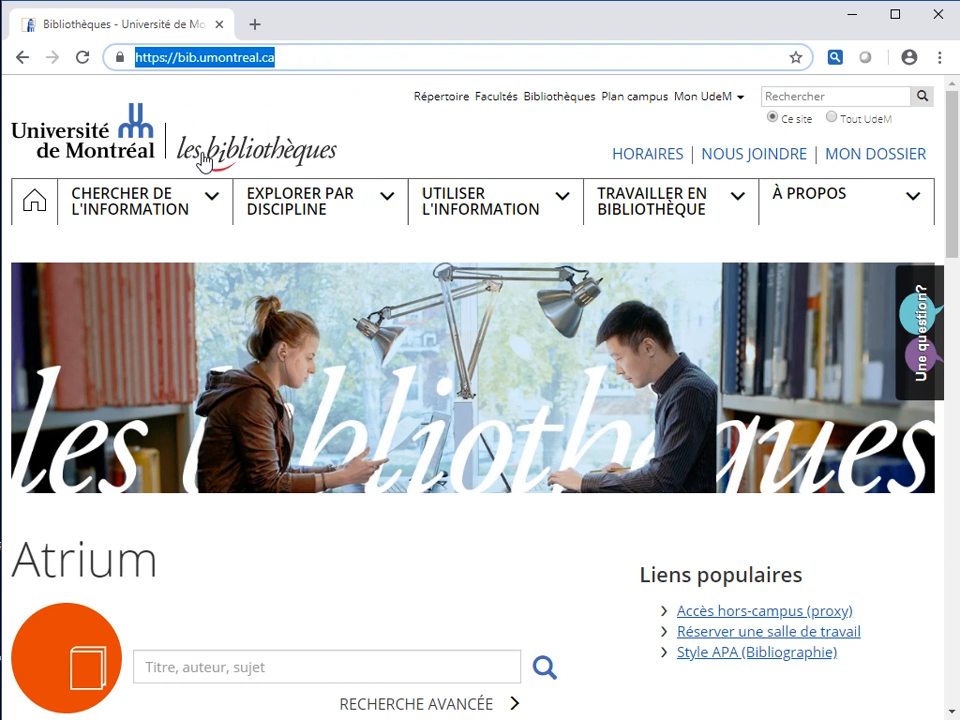 Bibliothèques - Université de Mo
https://bib.umontreal.ca
Répertoire Facultés Bibliothèques Plan campus Mon UdeM
Rechercher
Ce site Tout UdeM
Université
de Montréal
les bibliothèques
HORAIRES | NOUS JOINDRE | MON DOSSIER
CHERCHER DE
L'INFORMATION
EXPLORER PAR
DISCIPLINE
UTILISER
L'INFORMATION
TRAVAILLER EN
BIBLIOTHÈQUE
À PROPOS
Une question?
les bibliothèques
Atrium
Titre, auteur, sujet
RECHERCHE AVANCÉE
Liens populaires
Accès hors-campus (proxy)
Réserver une salle de travail
Style APA (Bibliographie)